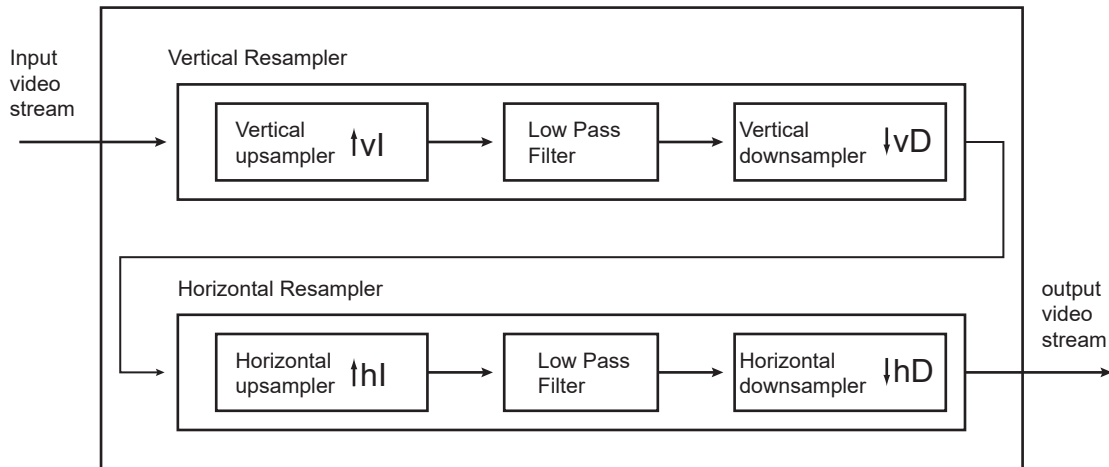 Input
video
stream
Vertical Resampler
Vertical
upsampler ↑vI
Low Pass
Filter
Vertical
downsampler ↓vD
Horizontal Resampler
Horizontal
upsampler ↑hI
Low Pass
Filter
Horizontal
downsampler ↓hD
output
video
stream